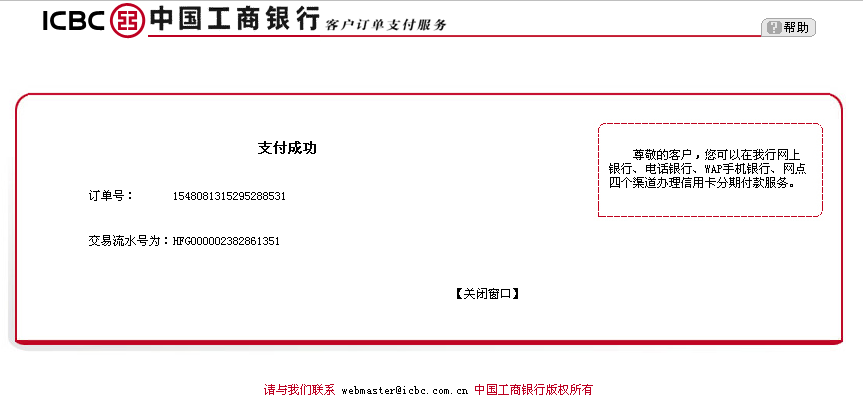 ICBC 中国工商银行 客户订单支付服务
帮助
支付成功
尊敬的客户，您可以在我行网上
银行、电话银行、WAP手机银行、网点
四个渠道办理信用卡分期付款服务。
订单号： 1548081315295288531
交易流水号为：HFG000002382861351
【关闭窗口】
请与我们联系 webmaster@icbc.com.cn 中国工商银行版权所有